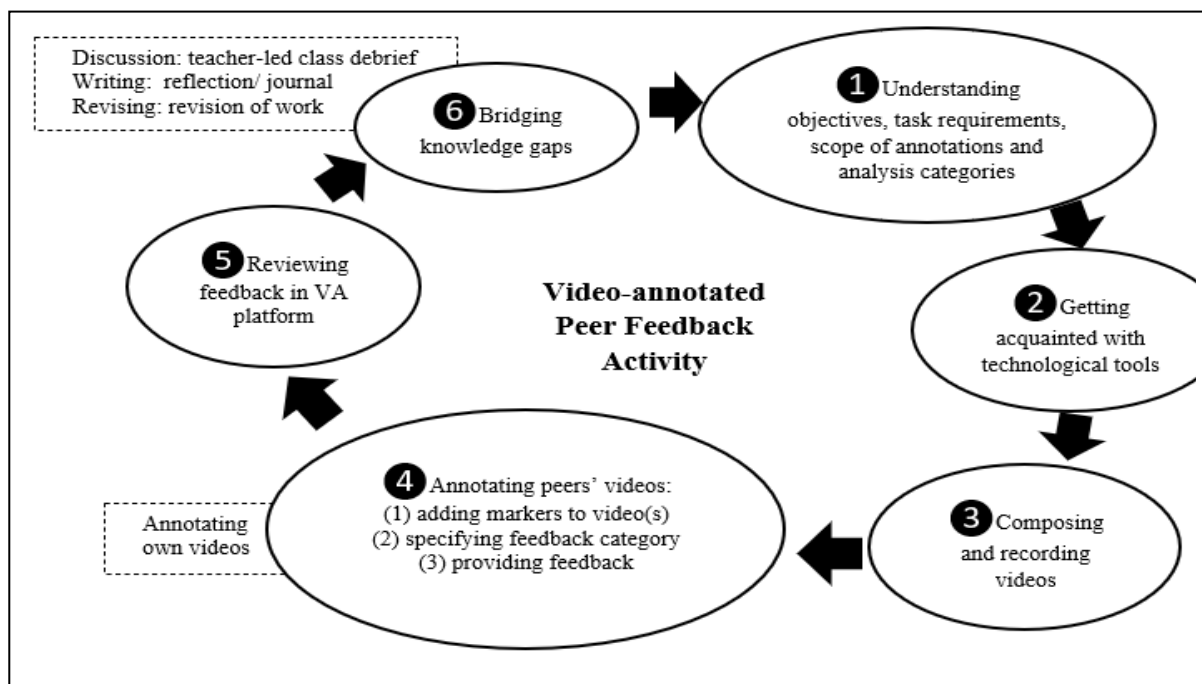 Discussion: teacher-led class debrief
Writing: reflection/ journal
Revising: revision of work
6 Bridging
knowledge gaps
1 Understanding
objectives, task requirements,
scope of annotations and
analysis categories
5 Reviewing
feedback in VA
platform
Video-annotated
Peer Feedback
Activity
2 Getting
acquainted with
technological tools
Annotating
own videos
4 Annotating peers’ videos:
(1) adding markers to video(s)
(2) specifying feedback category
(3) providing feedback
3 Composing
and recording
videos